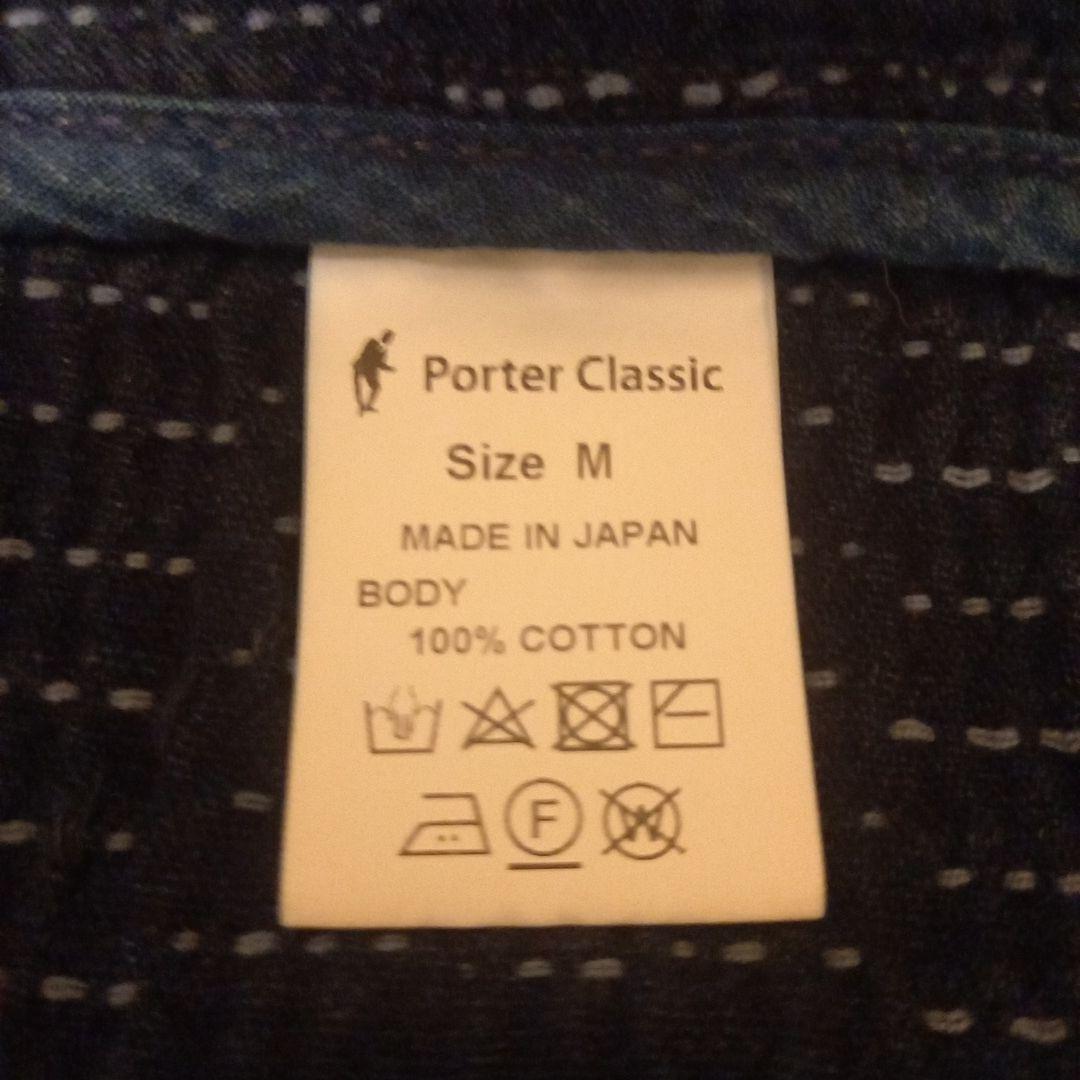 Porter Classic
Size M
MADE IN JAPAN
BODY
100% COTTON
F W